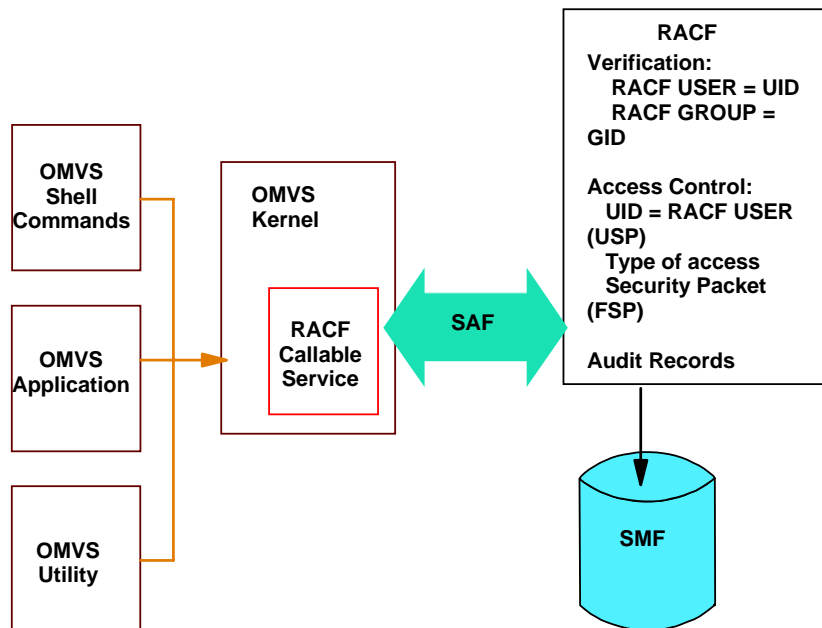 OMVS
Shell
Commands
OMVS
Application
OMVS
Utility
OMVS
Kernel
RACF
Callable
Service
SAF
RACF
Verification:
RACF USER = UID
RACF GROUP =
GID
Access Control:
UID = RACF USER
(USP)
Type of access
Security Packet
(FSP)
Audit Records
SMF